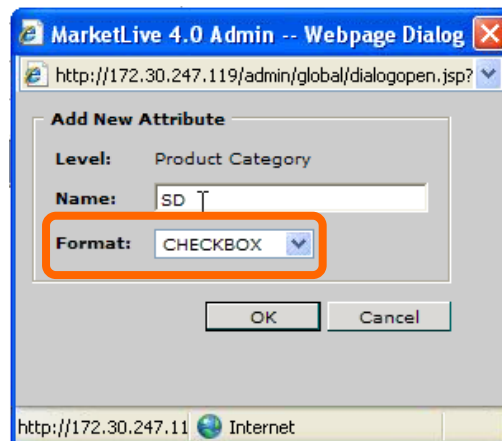 MarketLive 4.0 Admin -- Webpage Dialog
http://172.30.247.119/admin/global/dialogopen.jsp?
Add New Attribute
Level: Product Category
Name: SD
Format: CHECKBOX
OK Cancel
http://172.30.247.11 Internet